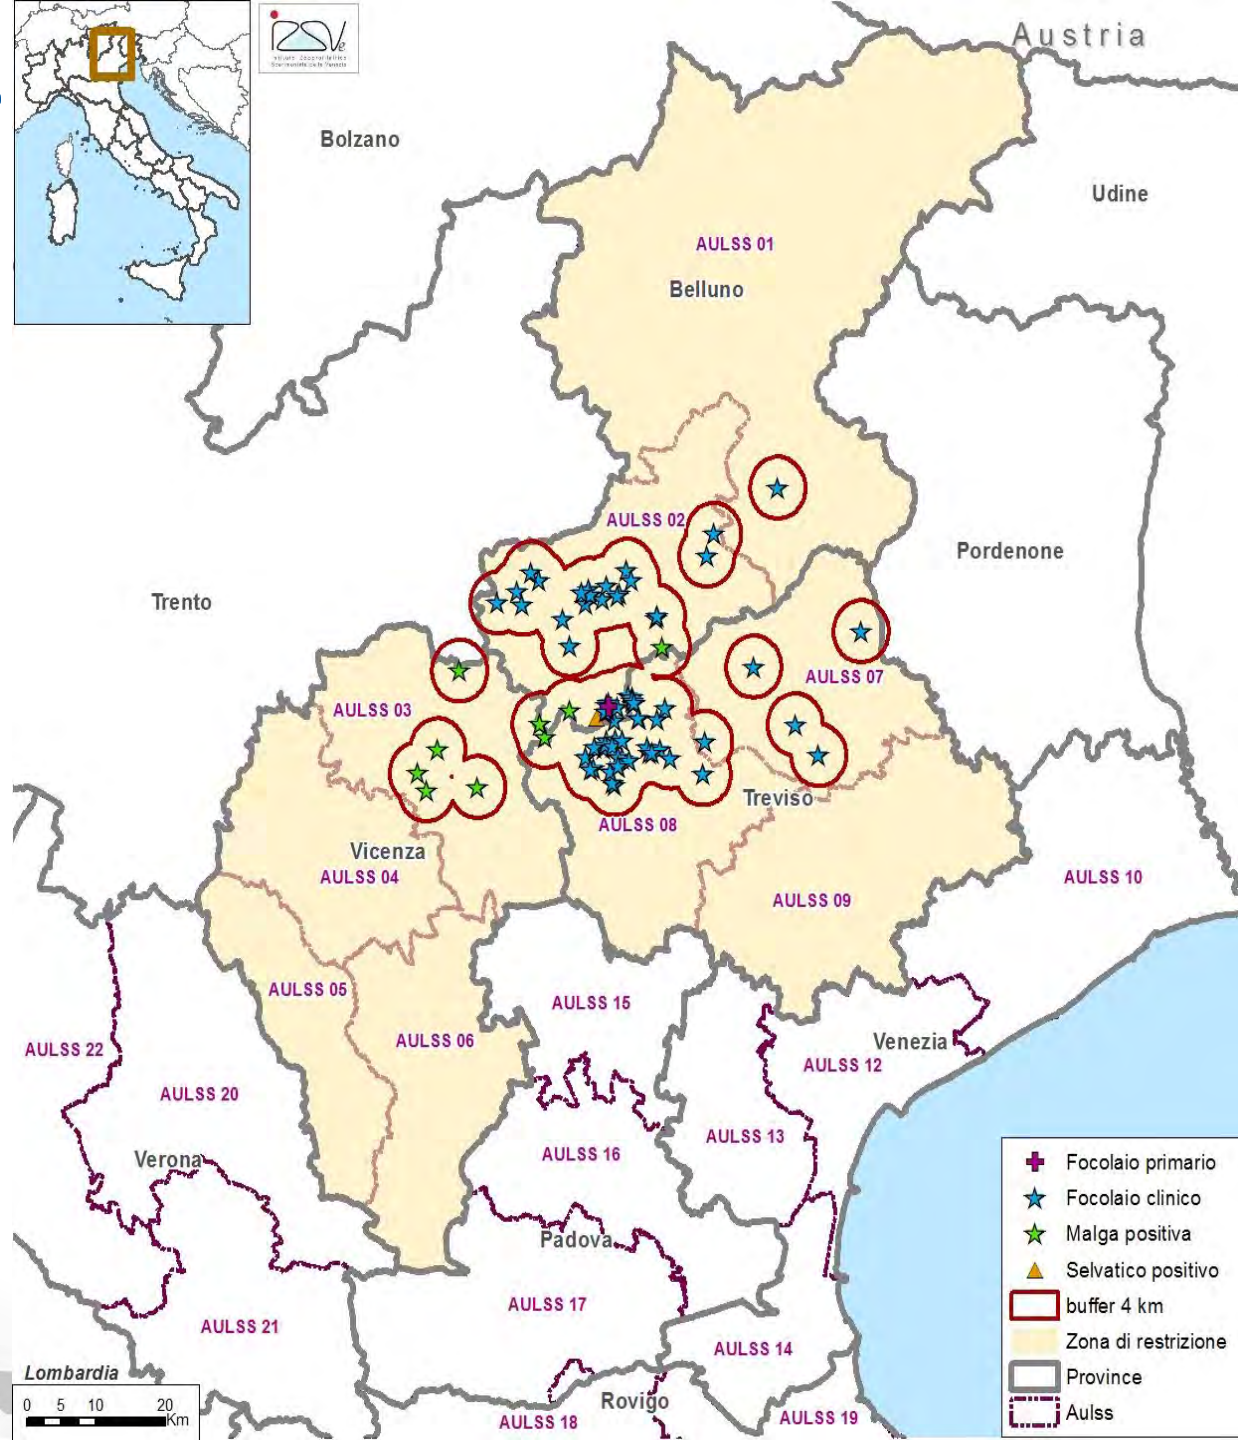 Austria
IZSVe
Bolzano
Udine
AULSS 01
Belluno
AULSS 02
Pordenone
Trento
AULSS 07
AULSS 03
Treviso
AULSS 08
Vicenza
AULSS 04
AULSS 10
AULSS 09
AULSS 05
AULSS 15
AULSS 06
Venezia
AULSS 22
AULSS 12
AULSS 20
AULSS 13
AULSS 16
Verona
Padova
AULSS 17
AULSS 21
AULSS 14
Lombardia
Rovigo
AULSS 18
AULSS 19
0 5 10 20
Km
Focolaio primario
Focolaio clinico
Malga positiva
Selvatico positivo
buffer 4 km
Zona di restrizione
Province
Aulss